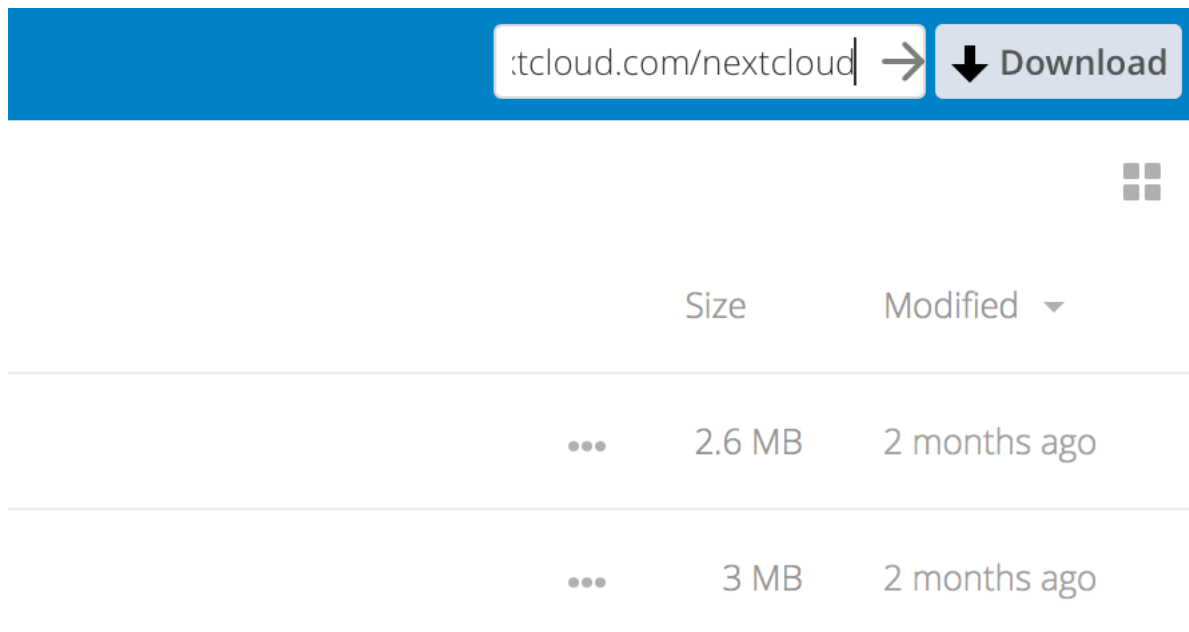 tcloud.com/nextcloud
Download
Size
Modified
2.6 MB
2 months ago
3 MB
2 months ago